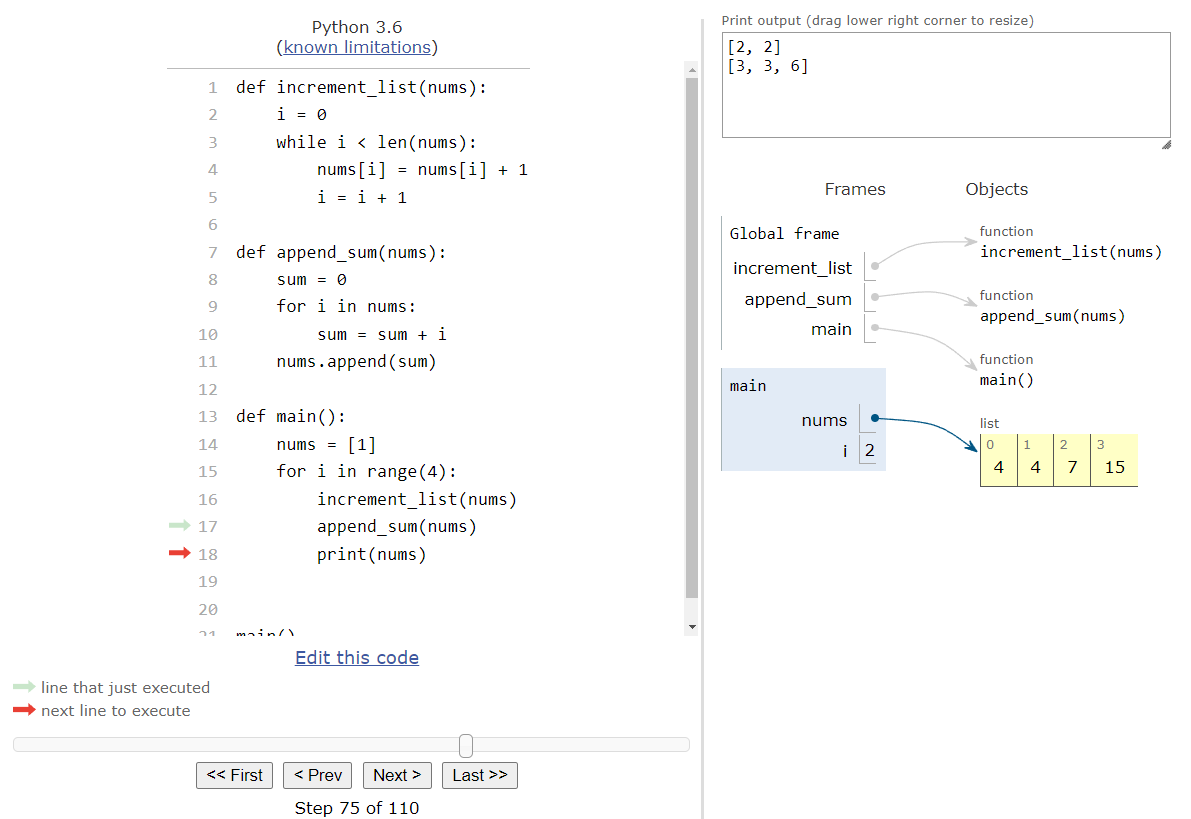 Python 3.6
(known limitations)
1 def increment_list(nums):
2     i = 0
3     while i < len(nums):
4         nums[i] = nums[i] + 1
5         i = i + 1
6
7 def append_sum(nums):
8     sum = 0
9     for i in nums:
10         sum = sum + i
11     nums.append(sum)
12
13 def main():
14     nums = [1]
15     for i in range(4):
16         increment_list(nums)
17         append_sum(nums)
18         print(nums)
19
20
21 main()
Edit this code
line that just executed
next line to execute
<< First < Prev Next > Last >>
Step 75 of 110
Print output (drag lower right corner to resize)
[2, 2]
[3, 3, 6]
Frames Objects
Global frame
increment_list
append_sum
main
function
increment_list(nums)
function
append_sum(nums)
function
main()
main
nums
i 2
list
0 1 2 3
4 4 7 15